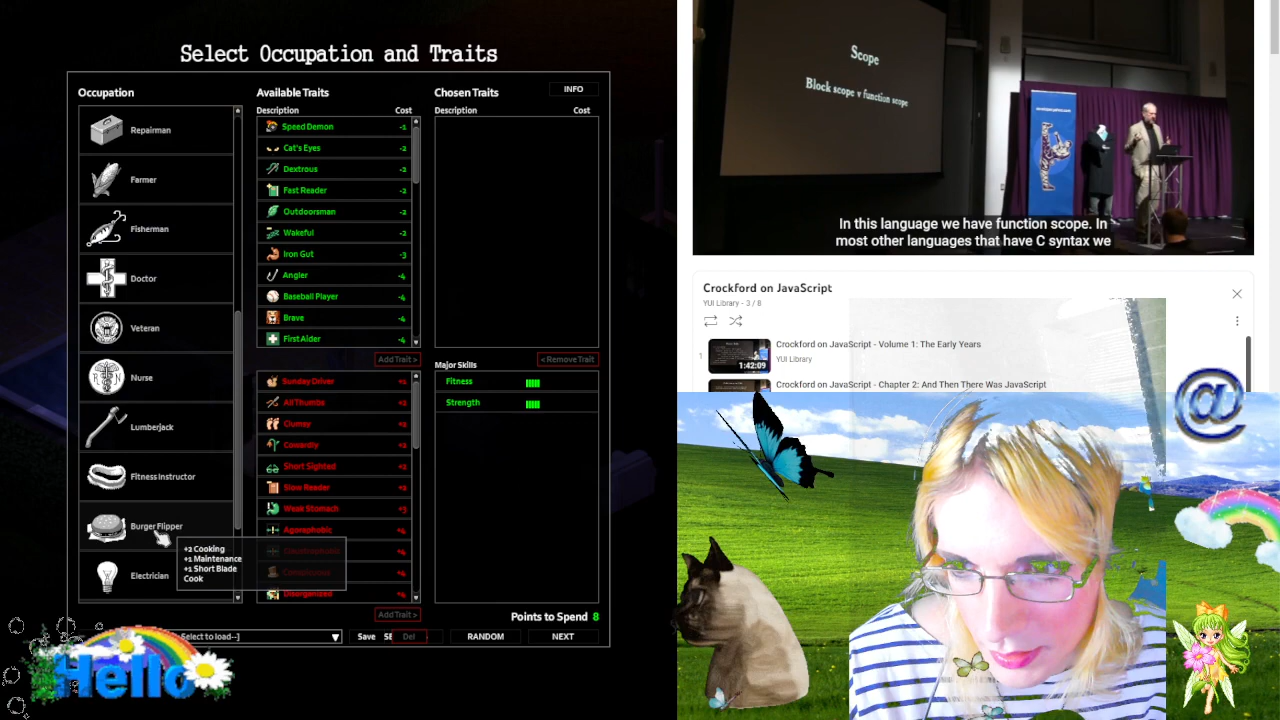 Select Occupation and Traits
Occupation
Repairman
Farmer
Fisherman
Doctor
Veteran
Nurse
Lumberjack
Fitness Instructor
Burger Flipper
Electrician
+2 Cooking
+1 Maintenance
+1 Short Blade
Cook
Available Traits
Description Cost
Speed Demon -1
Cat's Eyes -2
Dextrous -2
Fast Reader -2
Outdoorsman -2
Wakeful -2
Iron Gut -3
Angler -4
Baseball Player -4
Brave -4
First Aider -4
Add Trait >
Sunday Driver +1
All Thumbs +2
Clumsy +2
Cowardly +2
Short Sighted +2
Slow Reader +2
Weak Stomach +3
Agoraphobic +4
Claustrophobic +4
Conspicuous +4
Disorganized +4
Add Trait >
Chosen Traits
INFO
Description Cost
< Remove Trait
Major Skills
Fitness
Strength
Points to Spend 8
Select to load--]
Save
Del
RANDOM
NEXT
Hello
Scope
Block scope v function scope
In this language we have function scope. In
most other languages that have C syntax we
Crockford on JavaScript
YUI Library - 3 / 8
1
1:42:09
Crockford on JavaScript - Volume 1: The Early Years
YUI Library
Crockford on JavaScript - Chapter 2: And Then There Was JavaScript
@